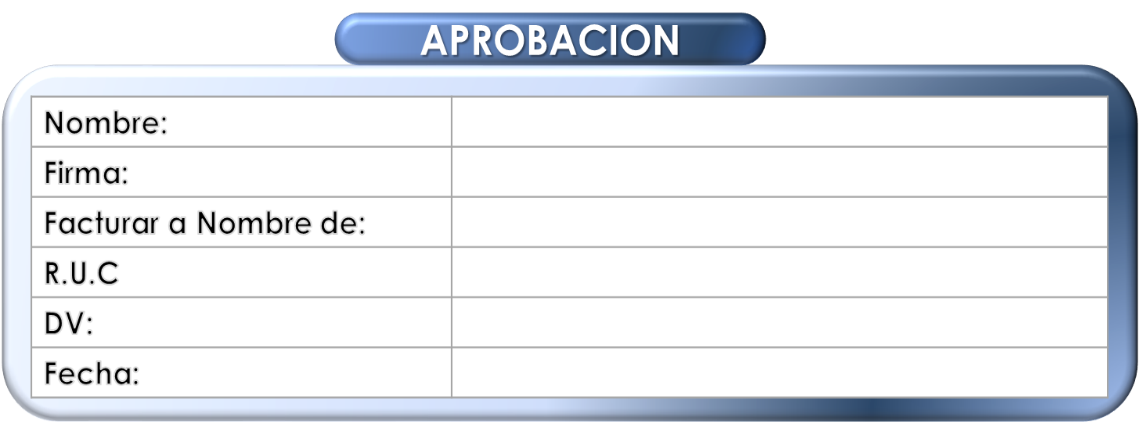 APROBACION
Nombre:
Firma:
Facturar a Nombre de:
R.U.C
DV:
Fecha: